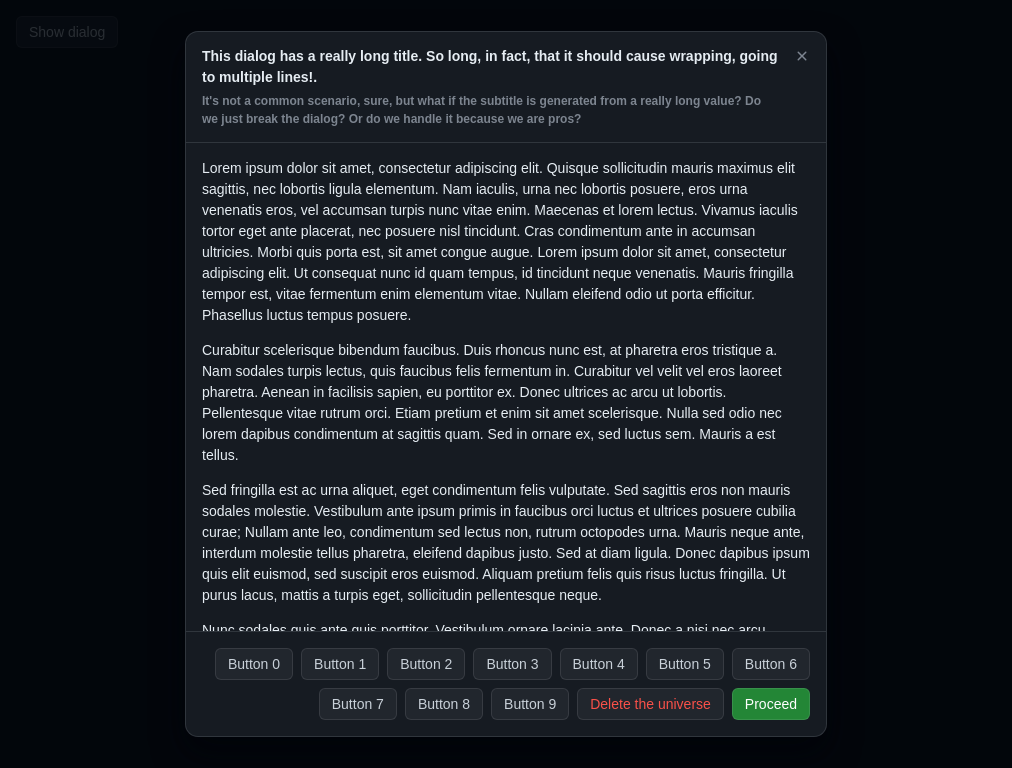 Show dialog
This dialog has a really long title. So long, in fact, that it should cause wrapping, going
to multiple lines!.
It's not a common scenario, sure, but what if the subtitle is generated from a really long value? Do
we just break the dialog? Or do we handle it because we are pros?
Lorem ipsum dolor sit amet, consectetur adipiscing elit. Quisque sollicitudin mauris maximus elit
sagittis, nec lobortis ligula elementum. Nam iaculis, urna nec lobortis posuere, eros urna
venenatis eros, vel accumsan turpis nunc vitae enim. Maecenas et lorem lectus. Vivamus iaculis
tortor eget ante placerat, nec posuere nisl tincidunt. Cras condimentum ante in accumsan
ultricies. Morbi quis porta est, sit amet congue augue. Lorem ipsum dolor sit amet, consectetur
adipiscing elit. Ut consequat nunc id quam tempus, id tincidunt neque venenatis. Mauris fringilla
tempor est, vitae fermentum enim elementum vitae. Nullam eleifend odio ut porta efficitur.
Phasellus luctus tempus posuere.
Curabitur scelerisque bibendum faucibus. Duis rhoncus nunc est, at pharetra eros tristique a.
Nam sodales turpis lectus, quis faucibus felis fermentum in. Curabitur vel velit vel eros laoreet
pharetra. Aenean in facilisis sapien, eu porttitor ex. Donec ultrices ac arcu ut lobortis.
Pellentesque vitae rutrum orci. Etiam pretium et enim sit amet scelerisque. Nulla sed odio nec
lorem dapibus condimentum at sagittis quam. Sed in ornare ex, sed luctus sem. Mauris a est
tellus.
Sed fringilla est ac urna aliquet, eget condimentum felis vulputate. Sed sagittis eros non mauris
sodales molestie. Vestibulum ante ipsum primis in faucibus orci luctus et ultrices posuere cubilia
curae; Nullam ante leo, condimentum sed lectus non, rutrum octopodes urna. Mauris neque ante,
interdum molestie tellus pharetra, eleifend dapibus justo. Sed at diam ligula. Donec dapibus ipsum
quis elit euismod, sed suscipit eros euismod. Aliquam pretium felis quis risus luctus fringilla. Ut
purus lacus, mattis a turpis eget, sollicitudin pellentesque neque.
Nunc sodales quis ante quis porttitor. Vestibulum ornare lacinia ante. Donec a nisi nec arcu
Button 0 Button 1 Button 2 Button 3 Button 4 Button 5 Button 6
Button 7 Button 8 Button 9 Delete the universe Proceed